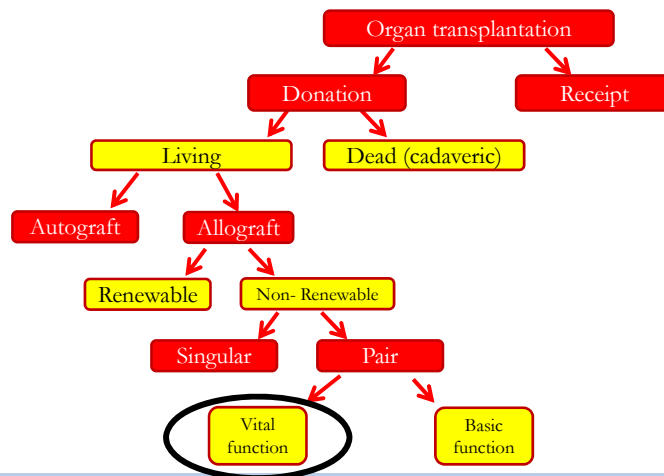 Organ transplantation
Donation
Receipt
Living
Dead (cadaveric)
Autograft
Allograft
Renewable
Non- Renewable
Singular
Pair
Vital
function
Basic
function